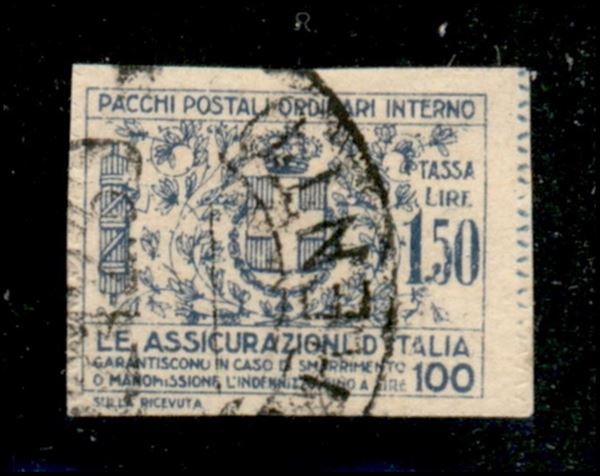 PACCHI POSTALI ORDINARI INTERNO
TASSA
LIRE
1.50
LE ASSICURAZIONI D'ITALIA
GARANTISCONO IN CASO DI SMARRIMENTO
O MANOMISSIONE L'INDENNIZZO FINO A LIRE 100
SULLA RICEVUTA